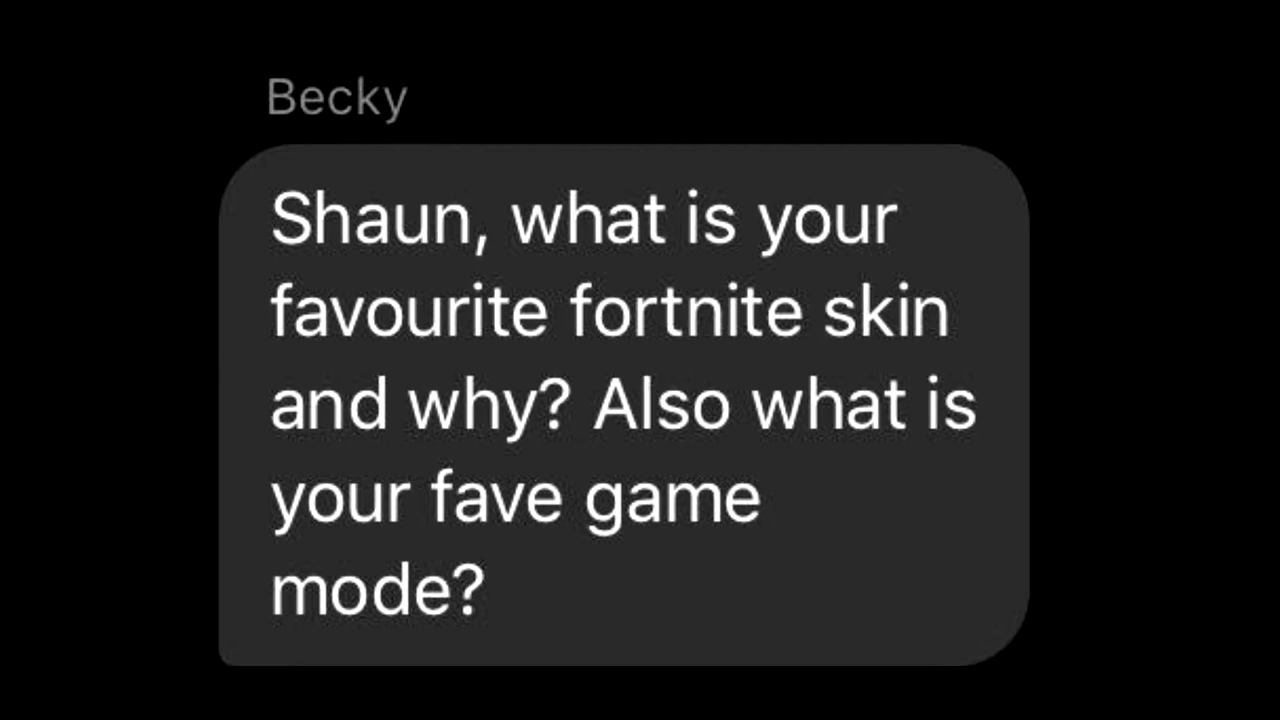 Becky
Shaun, what is your
favourite fortnite skin
and why? Also what is
your fave game
mode?